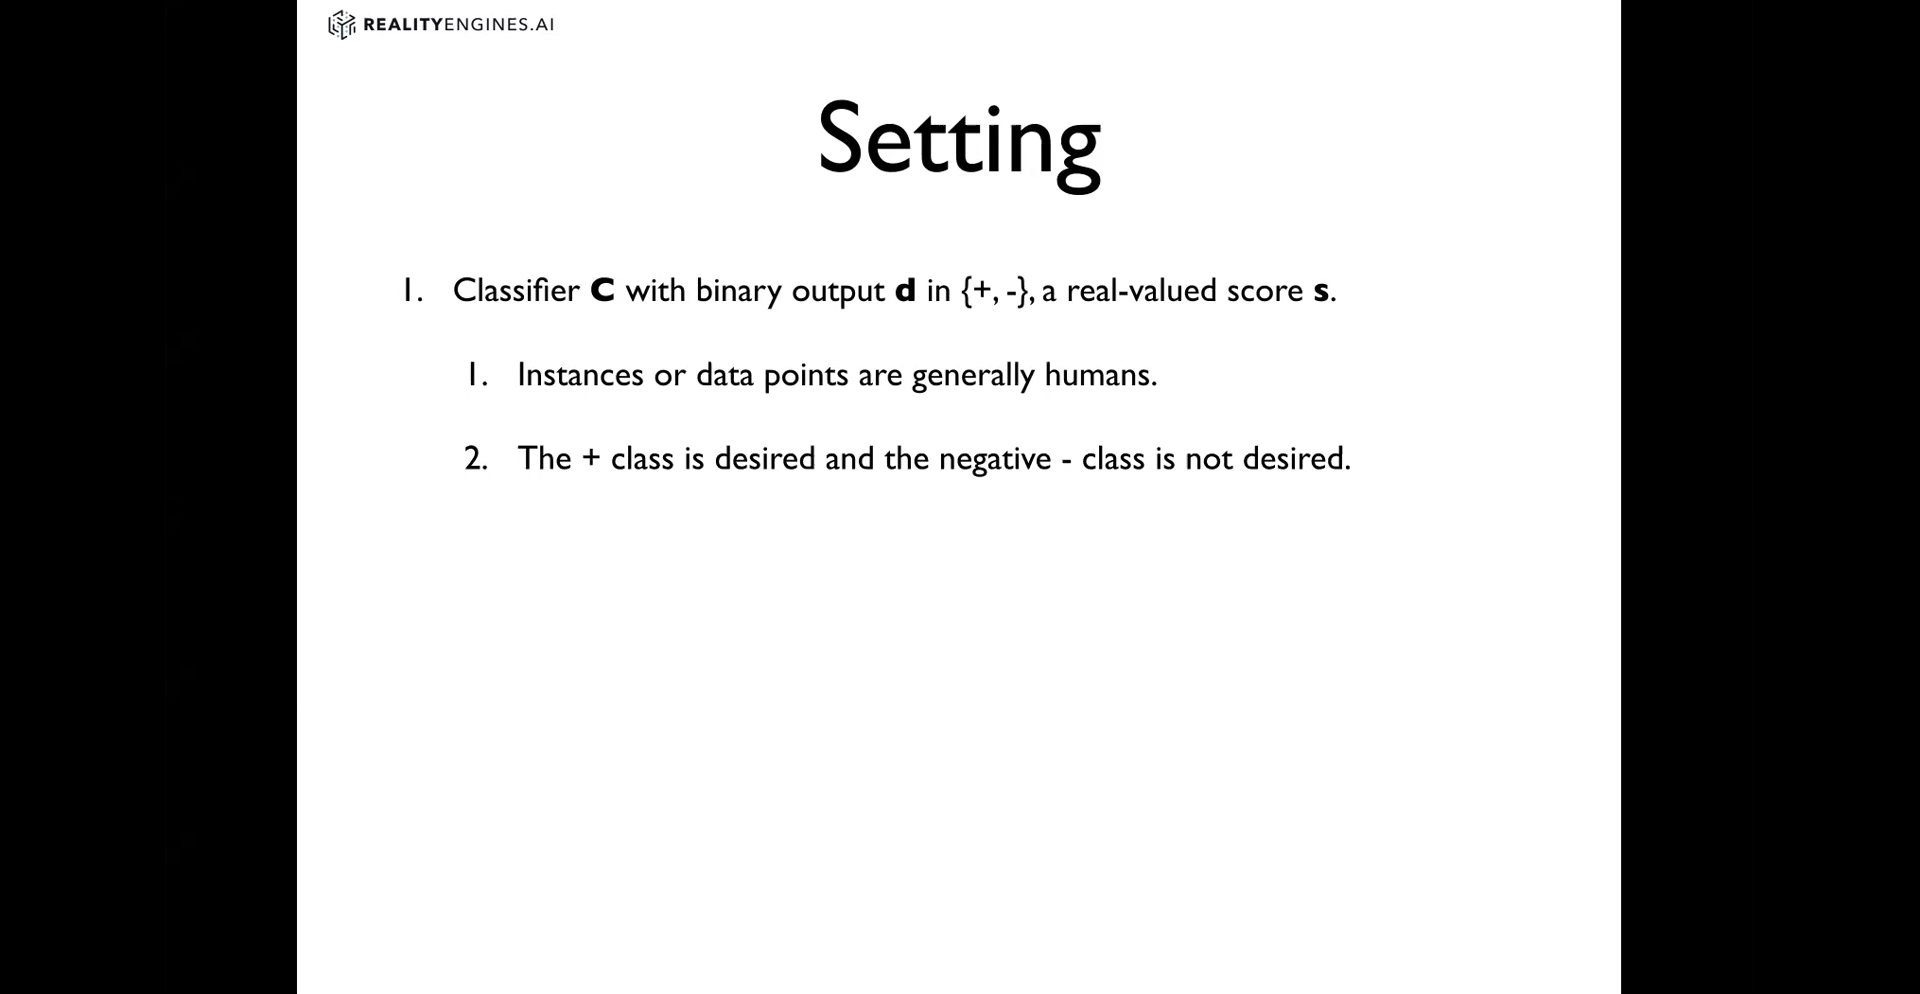 REALITYENGINES.AI
Setting
1. Classifier C with binary output d in {+, -}, a real-valued score s.
1. Instances or data points are generally humans.
2. The + class is desired and the negative - class is not desired.